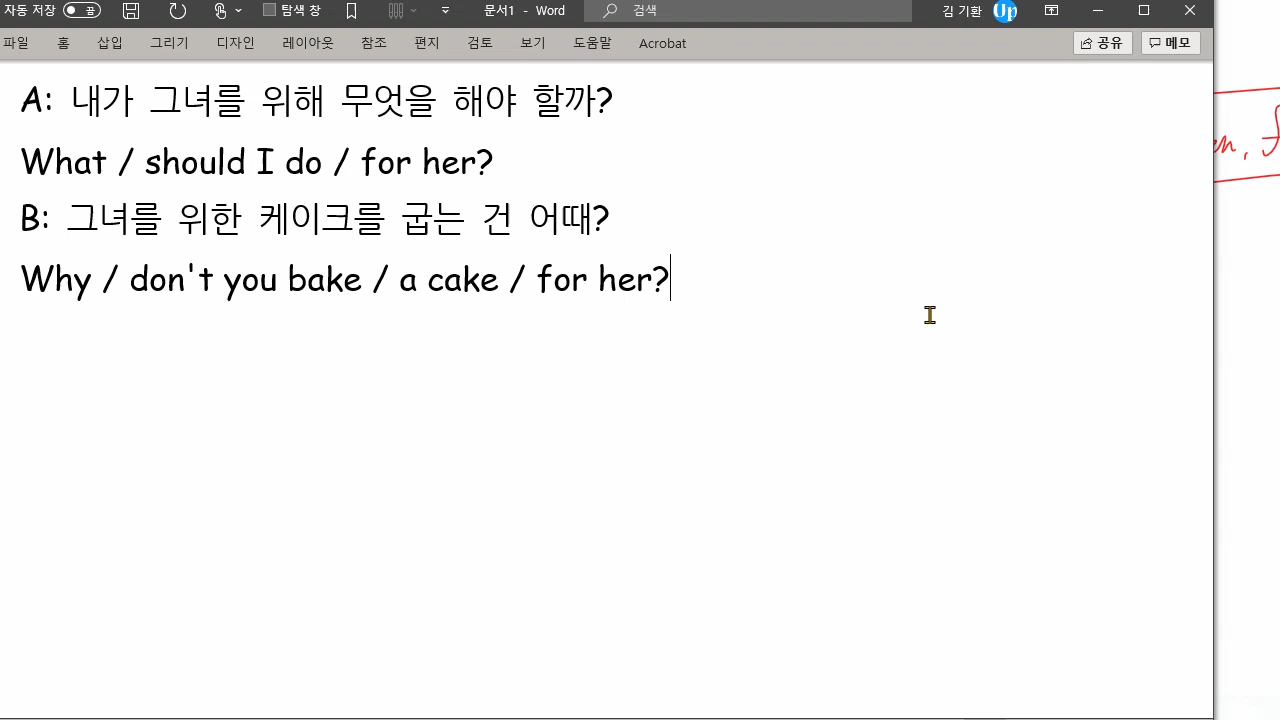 자동 저장 끔 탐색 창 문서1 - Word 검색 김 기환 Up
파일 홈 삽입 그리기 디자인 레이아웃 참조 편지 검토 보기 도움말 Acrobat 공유 메모
A: 내가 그녀를 위해 무엇을 해야 할까?
What / should I do / for her?
B: 그녀를 위한 케이크를 굽는 건 어때?
Why / don't you bake / a cake / for her?